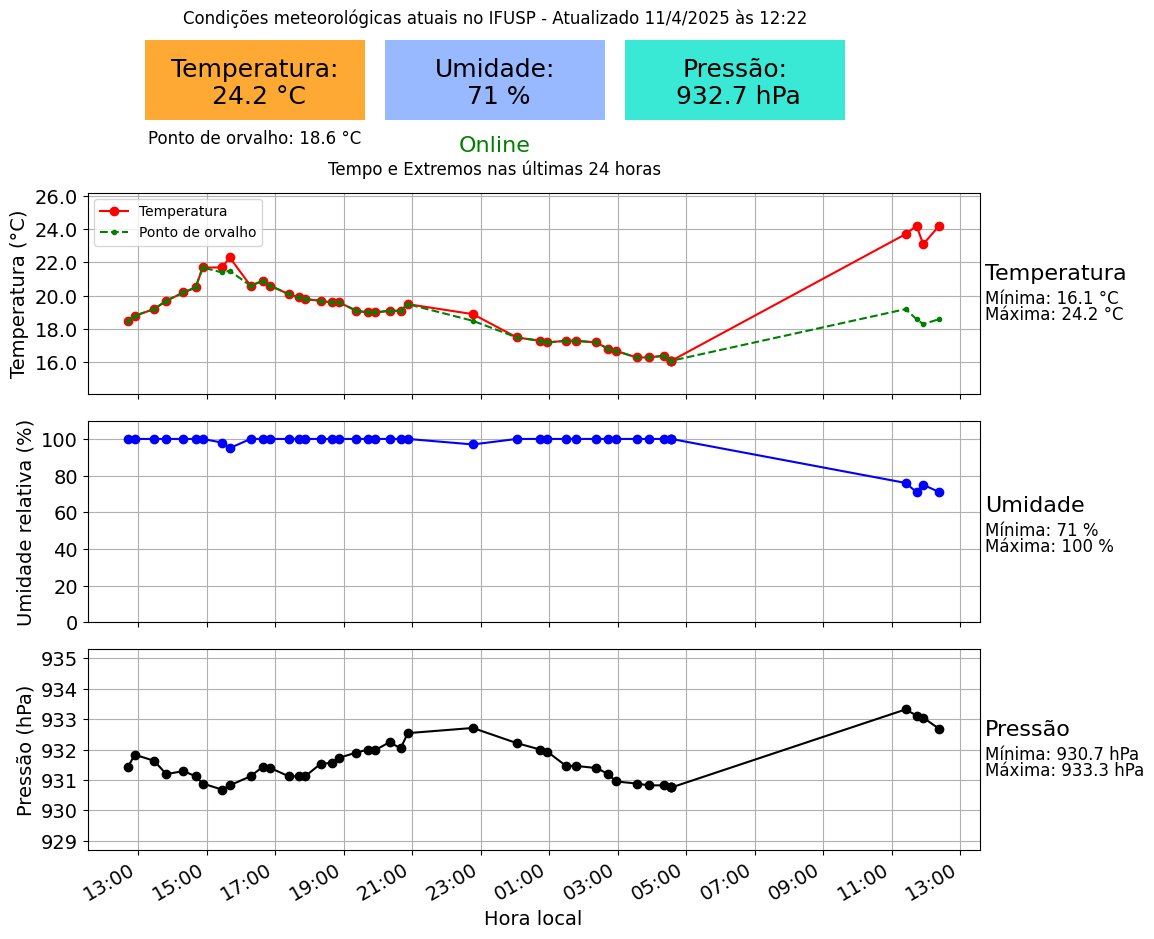 Condições meteorológicas atuais no IFUSP - Atualizado 11/4/2025 às 12:22
Temperatura:
24.2 °C
Umidade:
71 %
Pressão:
932.7 hPa
Ponto de orvalho: 18.6 °C
Online
Tempo e Extremos nas últimas 24 horas
Temperatura (°C)
26.0
24.0
22.0
20.0
18.0
16.0
Temperatura
Ponto de orvalho
Temperatura
Mínima: 16.1 °C
Máxima: 24.2 °C
Umidade relativa (%)
100
80
60
40
20
0
Umidade
Mínima: 71 %
Máxima: 100 %
Pressão (hPa)
935
934
933
932
931
930
929
Pressão
Mínima: 930.7 hPa
Máxima: 933.3 hPa
13:00
15:00
17:00
19:00
21:00
23:00
01:00
03:00
05:00
07:00
09:00
11:00
13:00
Hora local